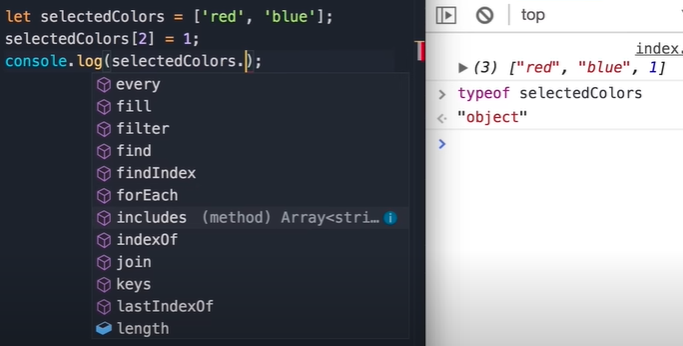 let selectedColors = ['red', 'blue'];
selectedColors[2] = 1;
console.log(selectedColors.);
every
fill
filter
find
findIndex
forEach
includes (method) Array<stri…
indexOf
join
keys
lastIndexOf
length
top
index.
(3) ["red", "blue", 1]
typeof selectedColors
"object"